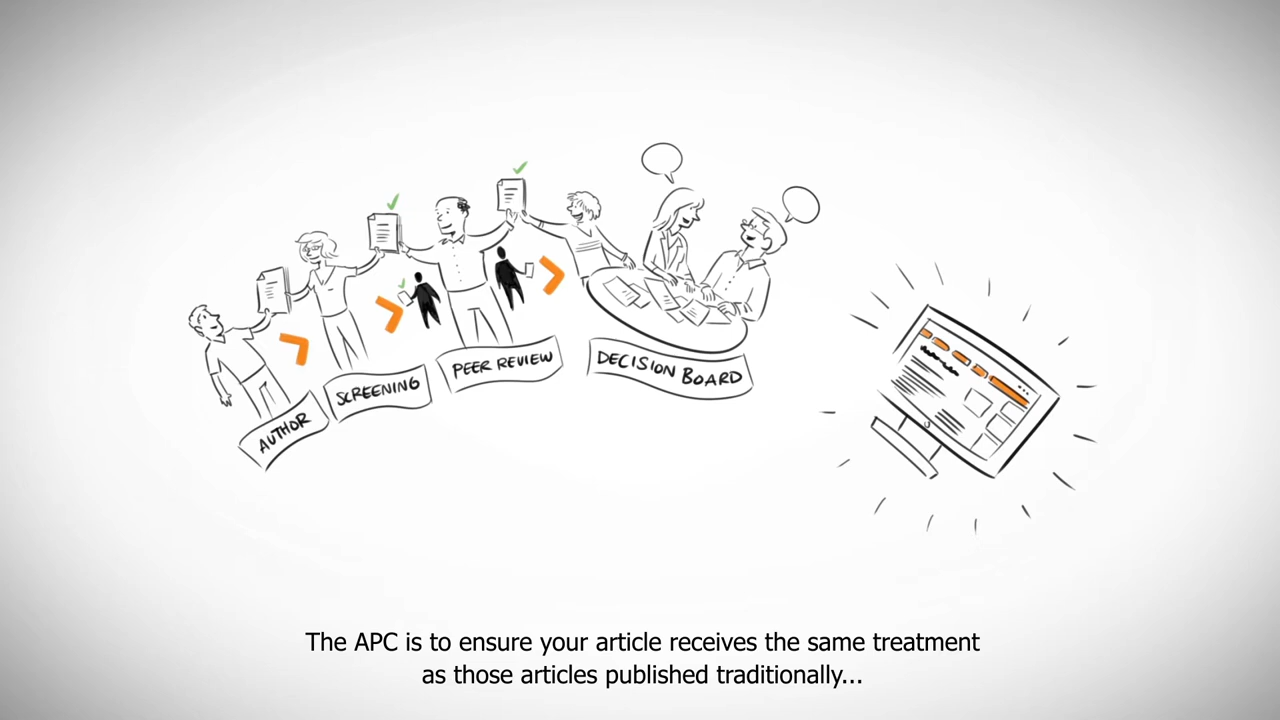 AUTHOR
SCREENING
PEER REVIEW
DECISION BOARD
The APC is to ensure your article receives the same treatment
as those articles published traditionally...